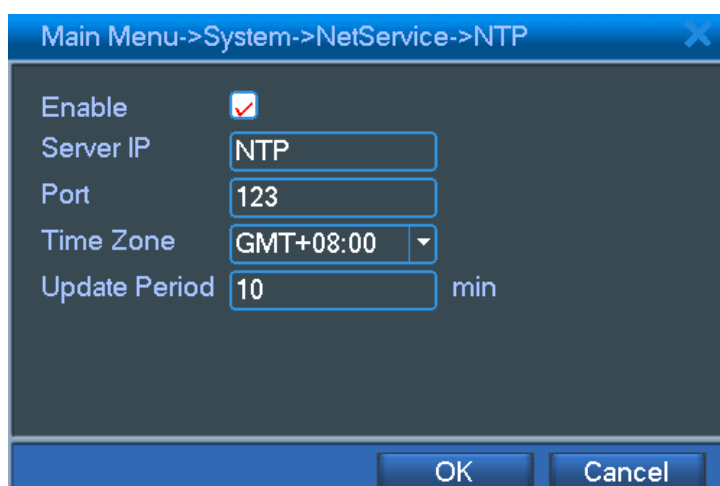 Main Menu->System->NetService->NTP
Enable
Server IP NTP
Port 123
Time Zone GMT+08:00
Update Period 10 min
OK Cancel